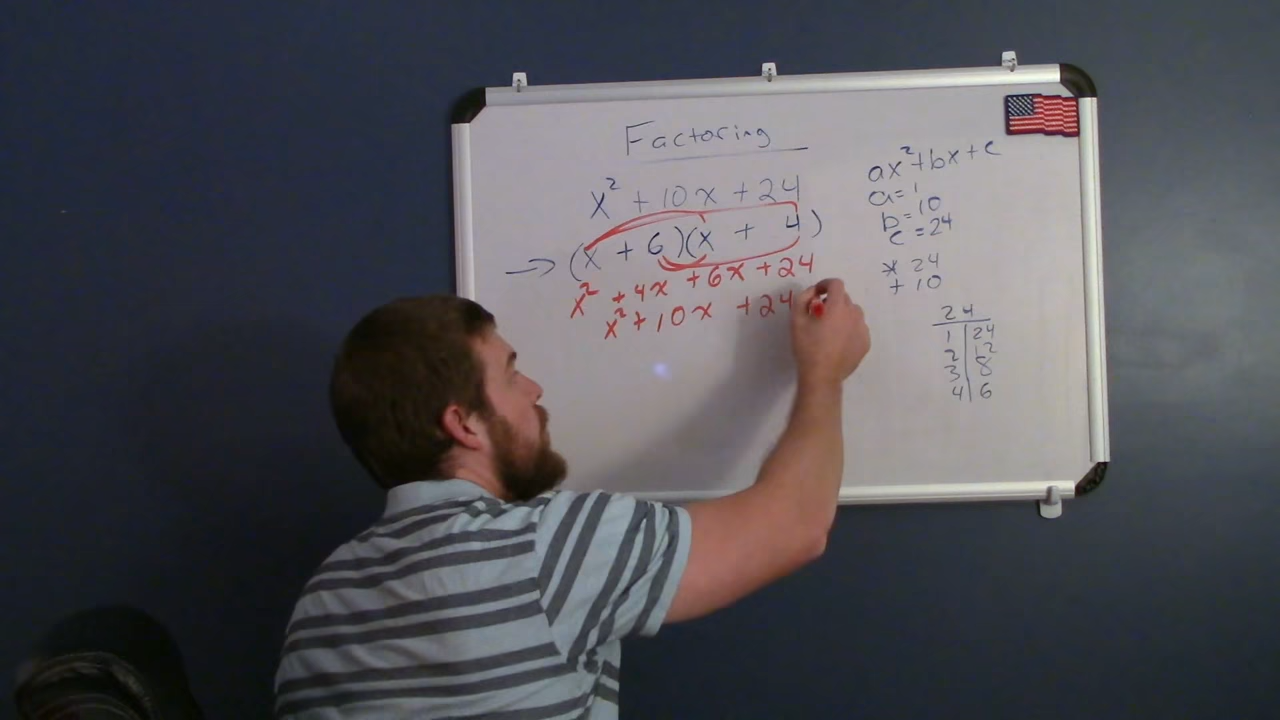 Factoring
x² + 10x + 24
→ (x + 6)(x + 4)
x² + 4x + 6x + 24
x² + 10x + 24
ax² + bx + c
a = 1
b = 10
c = 24
* 24
+ 10
24
1 | 24
2 | 12
3 | 8
4 | 6